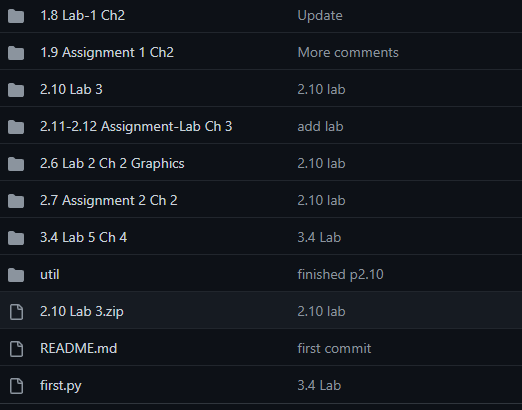 1.8 Lab-1 Ch2 Update
1.9 Assignment 1 Ch2 More comments
2.10 Lab 3 2.10 lab
2.11-2.12 Assignment-Lab Ch 3 add lab
2.6 Lab 2 Ch 2 Graphics 2.10 lab
2.7 Assignment 2 Ch 2 2.10 lab
3.4 Lab 5 Ch 4 3.4 Lab
util finished p2.10
2.10 Lab 3.zip 2.10 lab
README.md first commit
first.py 3.4 Lab